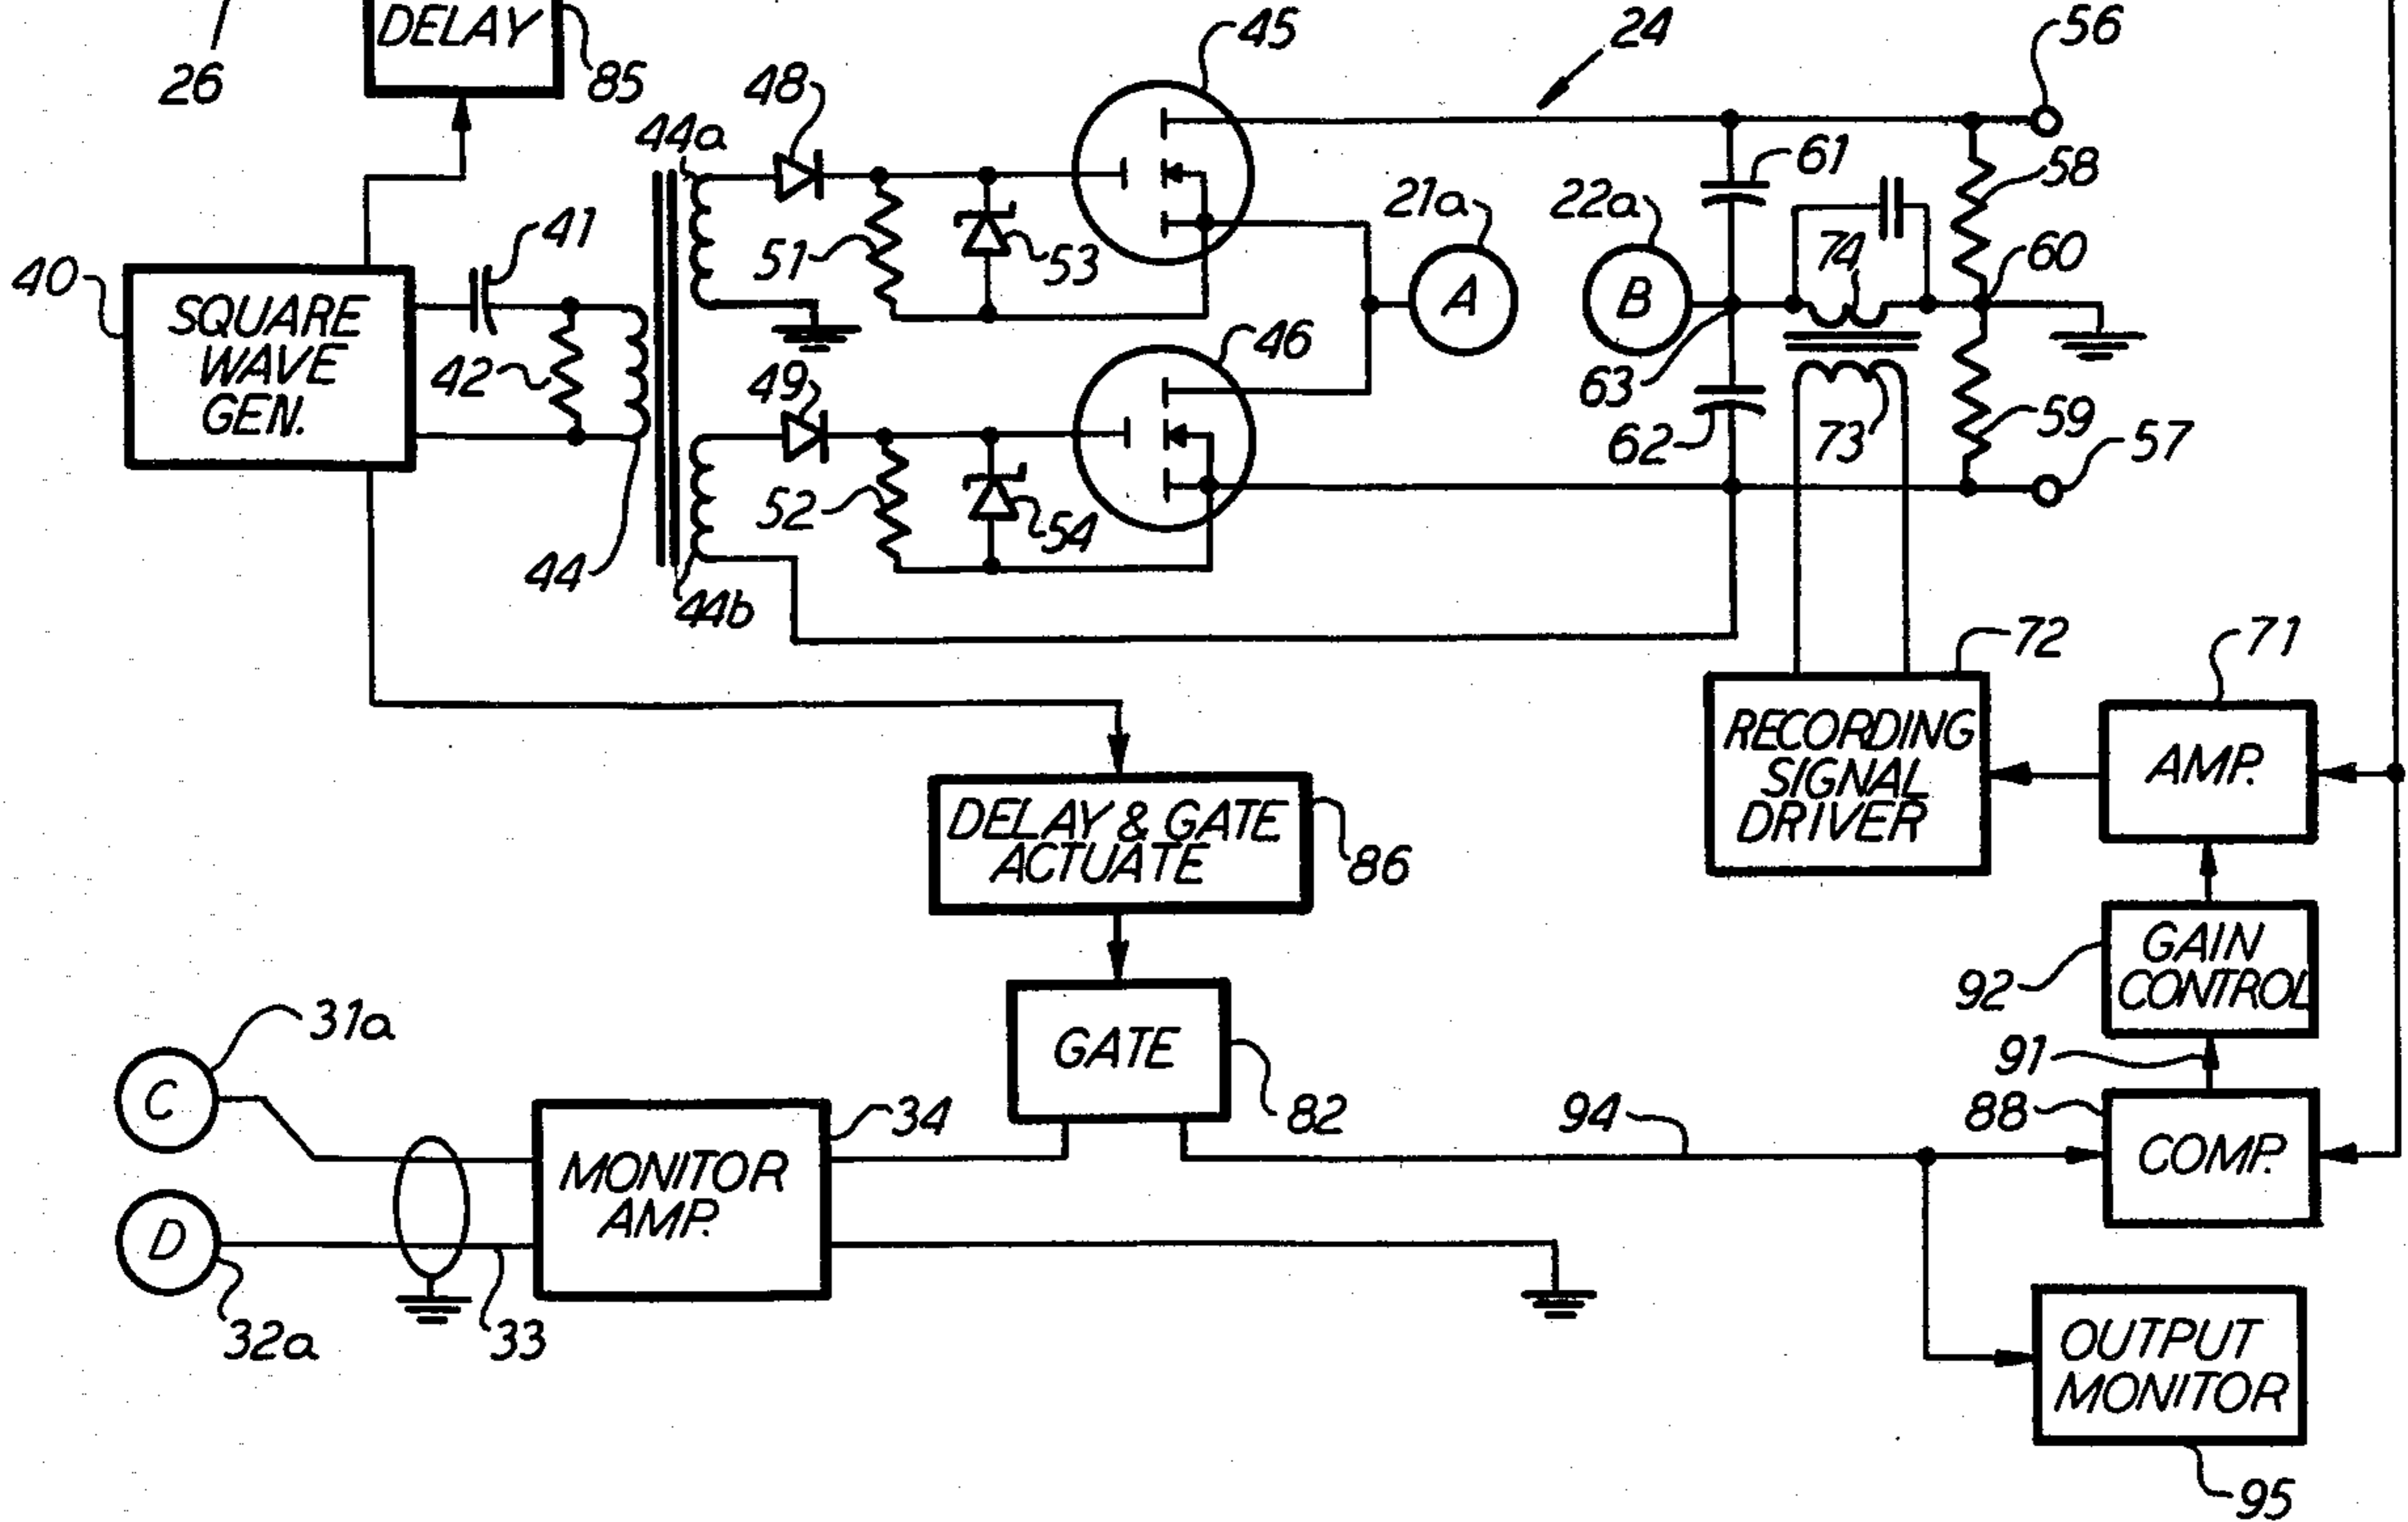 DELAY
85
26
45
24
56
48
44a
61
58
41
51
53
21a
22a
74
60
40
SQUARE
WAVE
GEN.
A
B
42
46
49
63
62
73
59
57
52
54
44
44b
72
71
RECORDING
SIGNAL
DRIVER
AMP.
DELAY & GATE
ACTUATE
86
GAIN
CONTROL
92
31a
GATE
91
C
34
82
94
88
MONITOR
AMP.
COMP.
D
32a
33
OUTPUT
MONITOR
95